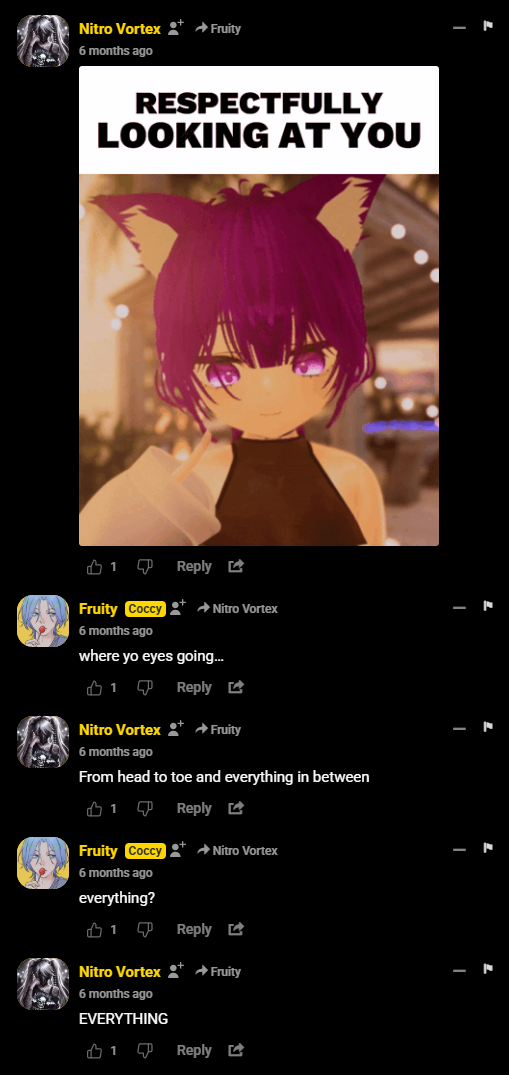 Nitro Vortex Fruity
6 months ago
RESPECTFULLY
LOOKING AT YOU
1 Reply
Fruity Coccy Nitro Vortex
6 months ago
where yo eyes going...
1 Reply
Nitro Vortex Fruity
6 months ago
From head to toe and everything in between
1 Reply
Fruity Coccy Nitro Vortex
6 months ago
everything?
1 Reply
Nitro Vortex Fruity
6 months ago
EVERYTHING
1 Reply